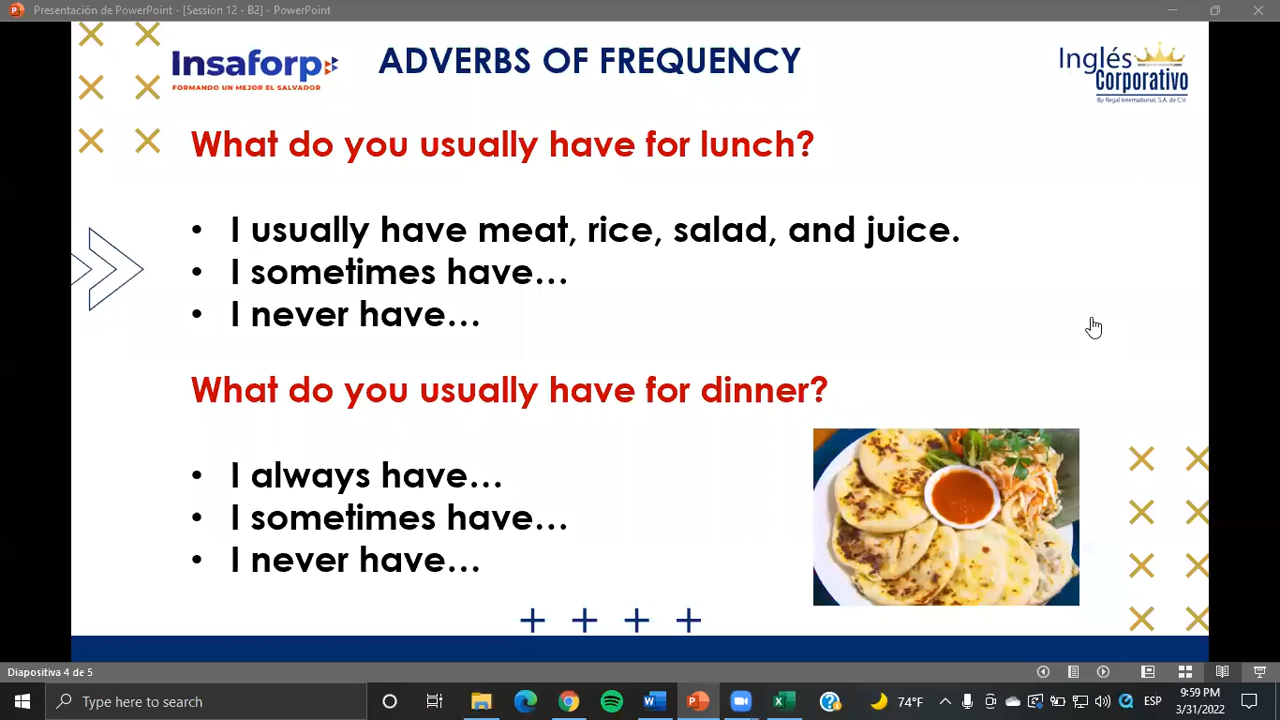 Presentación de PowerPoint - [Session 12 - B2] - PowerPoint
Insaforp
FORMANDO UN MEJOR EL SALVADOR
ADVERBS OF FREQUENCY
Inglés
Corporativo
By Regal International, S.A. de C.V.
What do you usually have for lunch?
• I usually have meat, rice, salad, and juice.
• I sometimes have…
• I never have…
What do you usually have for dinner?
• I always have…
• I sometimes have…
• I never have…
Diapositiva 4 de 5
Type here to search
74°F
ESP
9:59 PM
3/31/2022